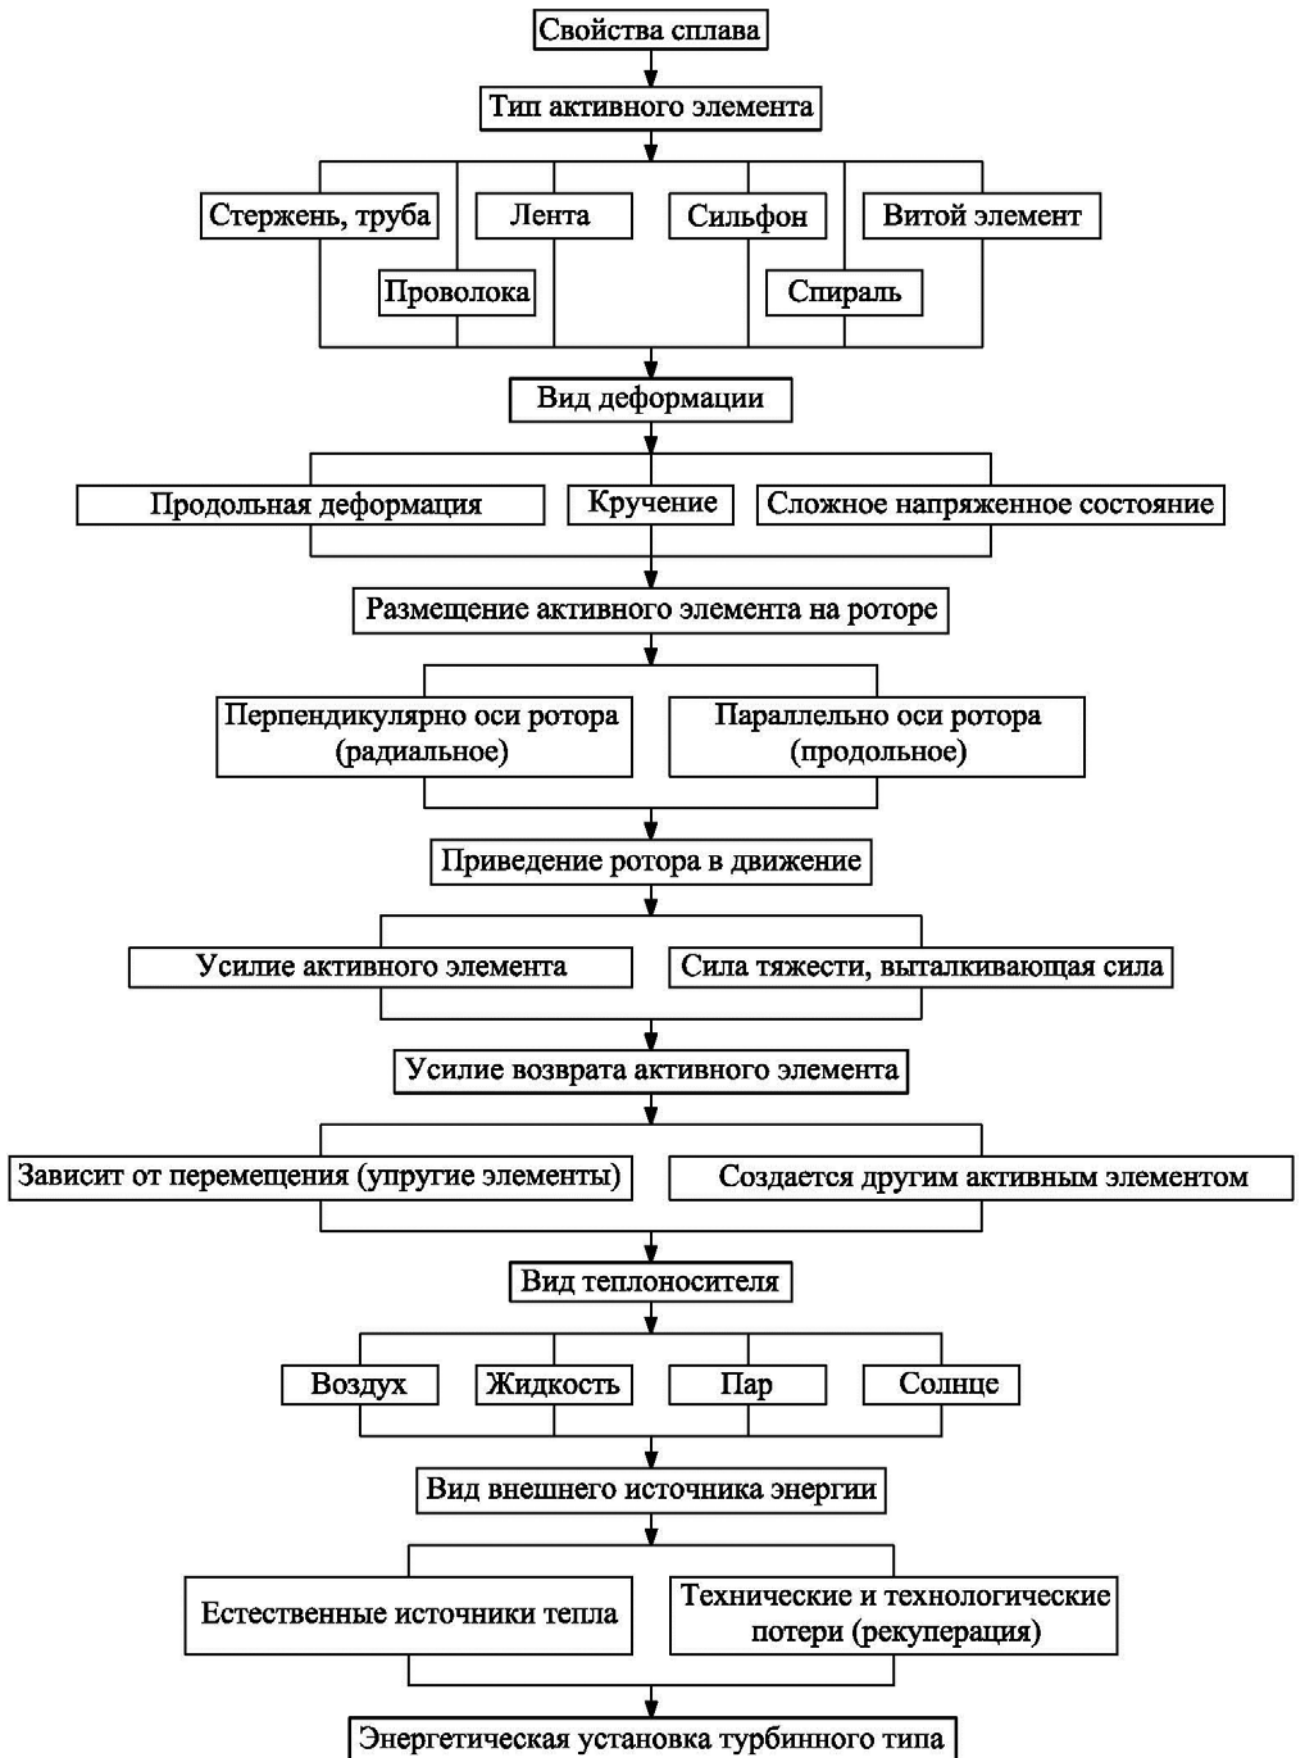 Свойства сплава
Тип активного элемента
Стержень, труба
Лента
Сильфон
Витой элемент
Проволока
Спираль
Вид деформации
Продольная деформация
Кручение
Сложное напряженное состояние
Размещение активного элемента на роторе
Перпендикулярно оси ротора
(радиальное)
Параллельно оси ротора
(продольное)
Приведение ротора в движение
Усилие активного элемента
Сила тяжести, выталкивающая сила
Усилие возврата активного элемента
Зависит от перемещения (упругие элементы)
Создается другим активным элементом
Вид теплоносителя
Воздух
Жидкость
Пар
Солнце
Вид внешнего источника энергии
Естественные источники тепла
Технические и технологические
потери (рекуперация)
Энергетическая установка турбинного типа